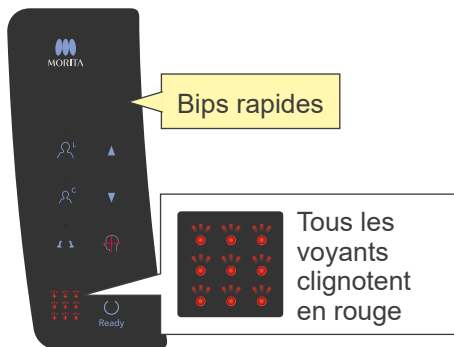 MORITA
Bips rapides
L
C
Tous les
voyants
clignotent
en rouge
Ready